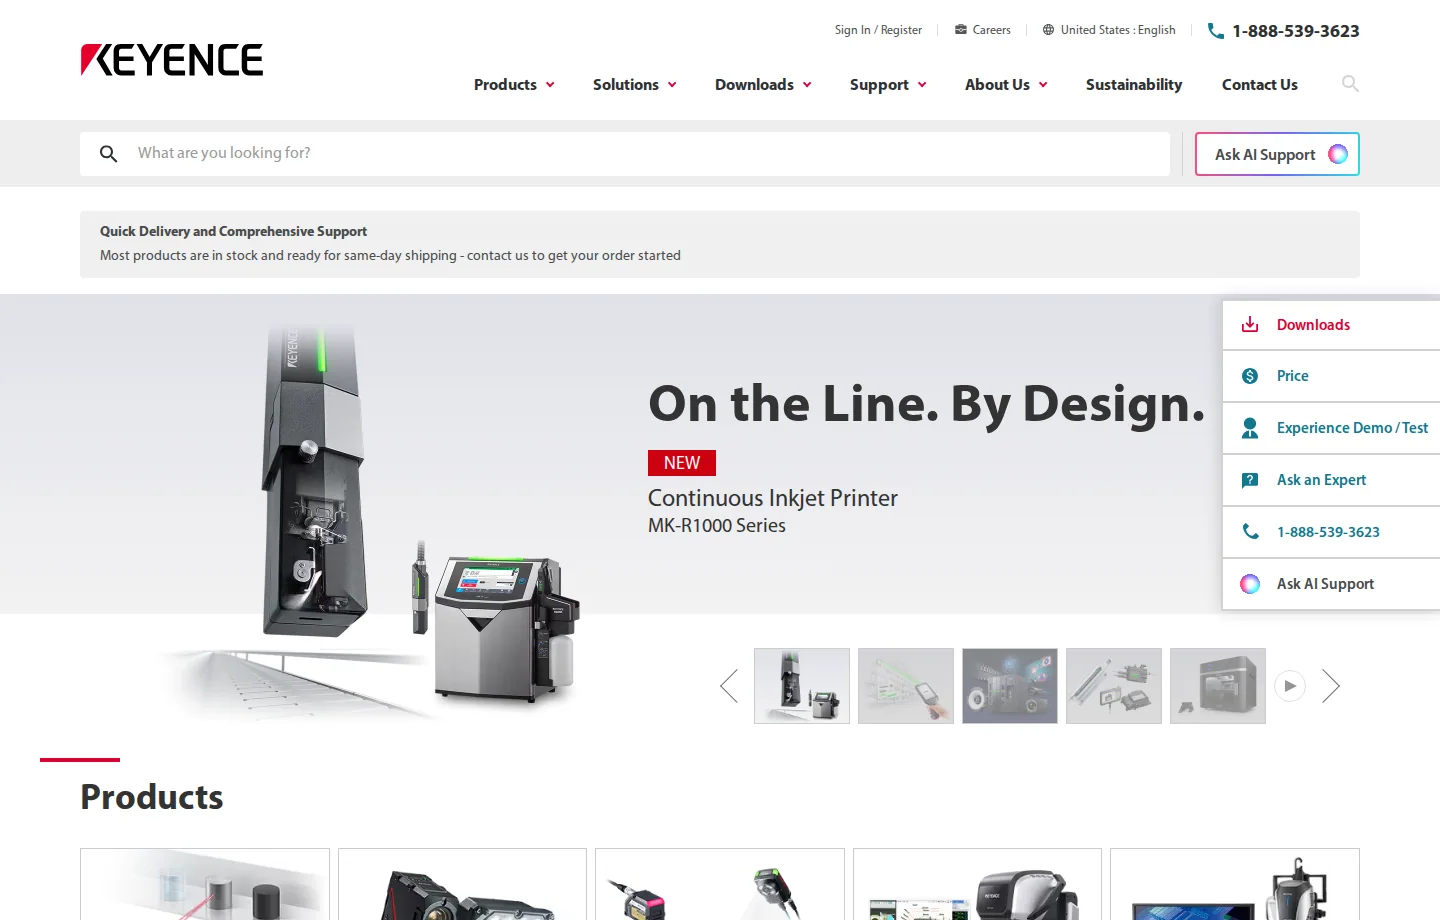 Sign In / Register
Careers
United States : English
1-888-539-3623
KEYENCE
Products
Solutions
Downloads
Support
About Us
Sustainability
Contact Us
What are you looking for?
Ask AI Support
Quick Delivery and Comprehensive Support
Most products are in stock and ready for same-day shipping - contact us to get your order started
KEYENCE
On the Line. By Design.
NEW
Continuous Inkjet Printer
MK-R1000 Series
Downloads
Price
Experience Demo / Test
Ask an Expert
1-888-539-3623
Ask AI Support
Products
KEYENCE